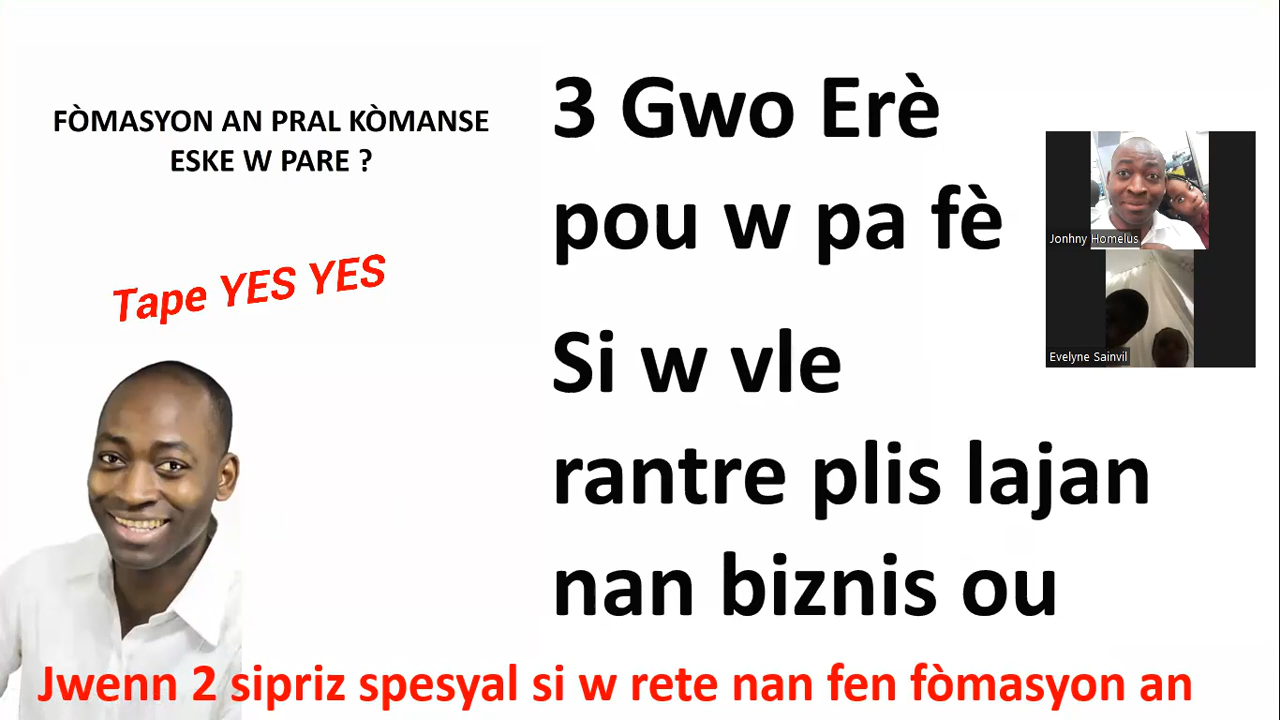 FÒMASYON AN PRAL KÒMANSE
ESKE W PARE ?
Tape YES YES
3 Gwo Erè
pou w pa fè
Si w vle
rantre plis lajan
nan biznis ou
Jonhny Homelus
Evelyne Sainvil
Jwenn 2 sipriz spesyal si w rete nan fen fòmasyon an